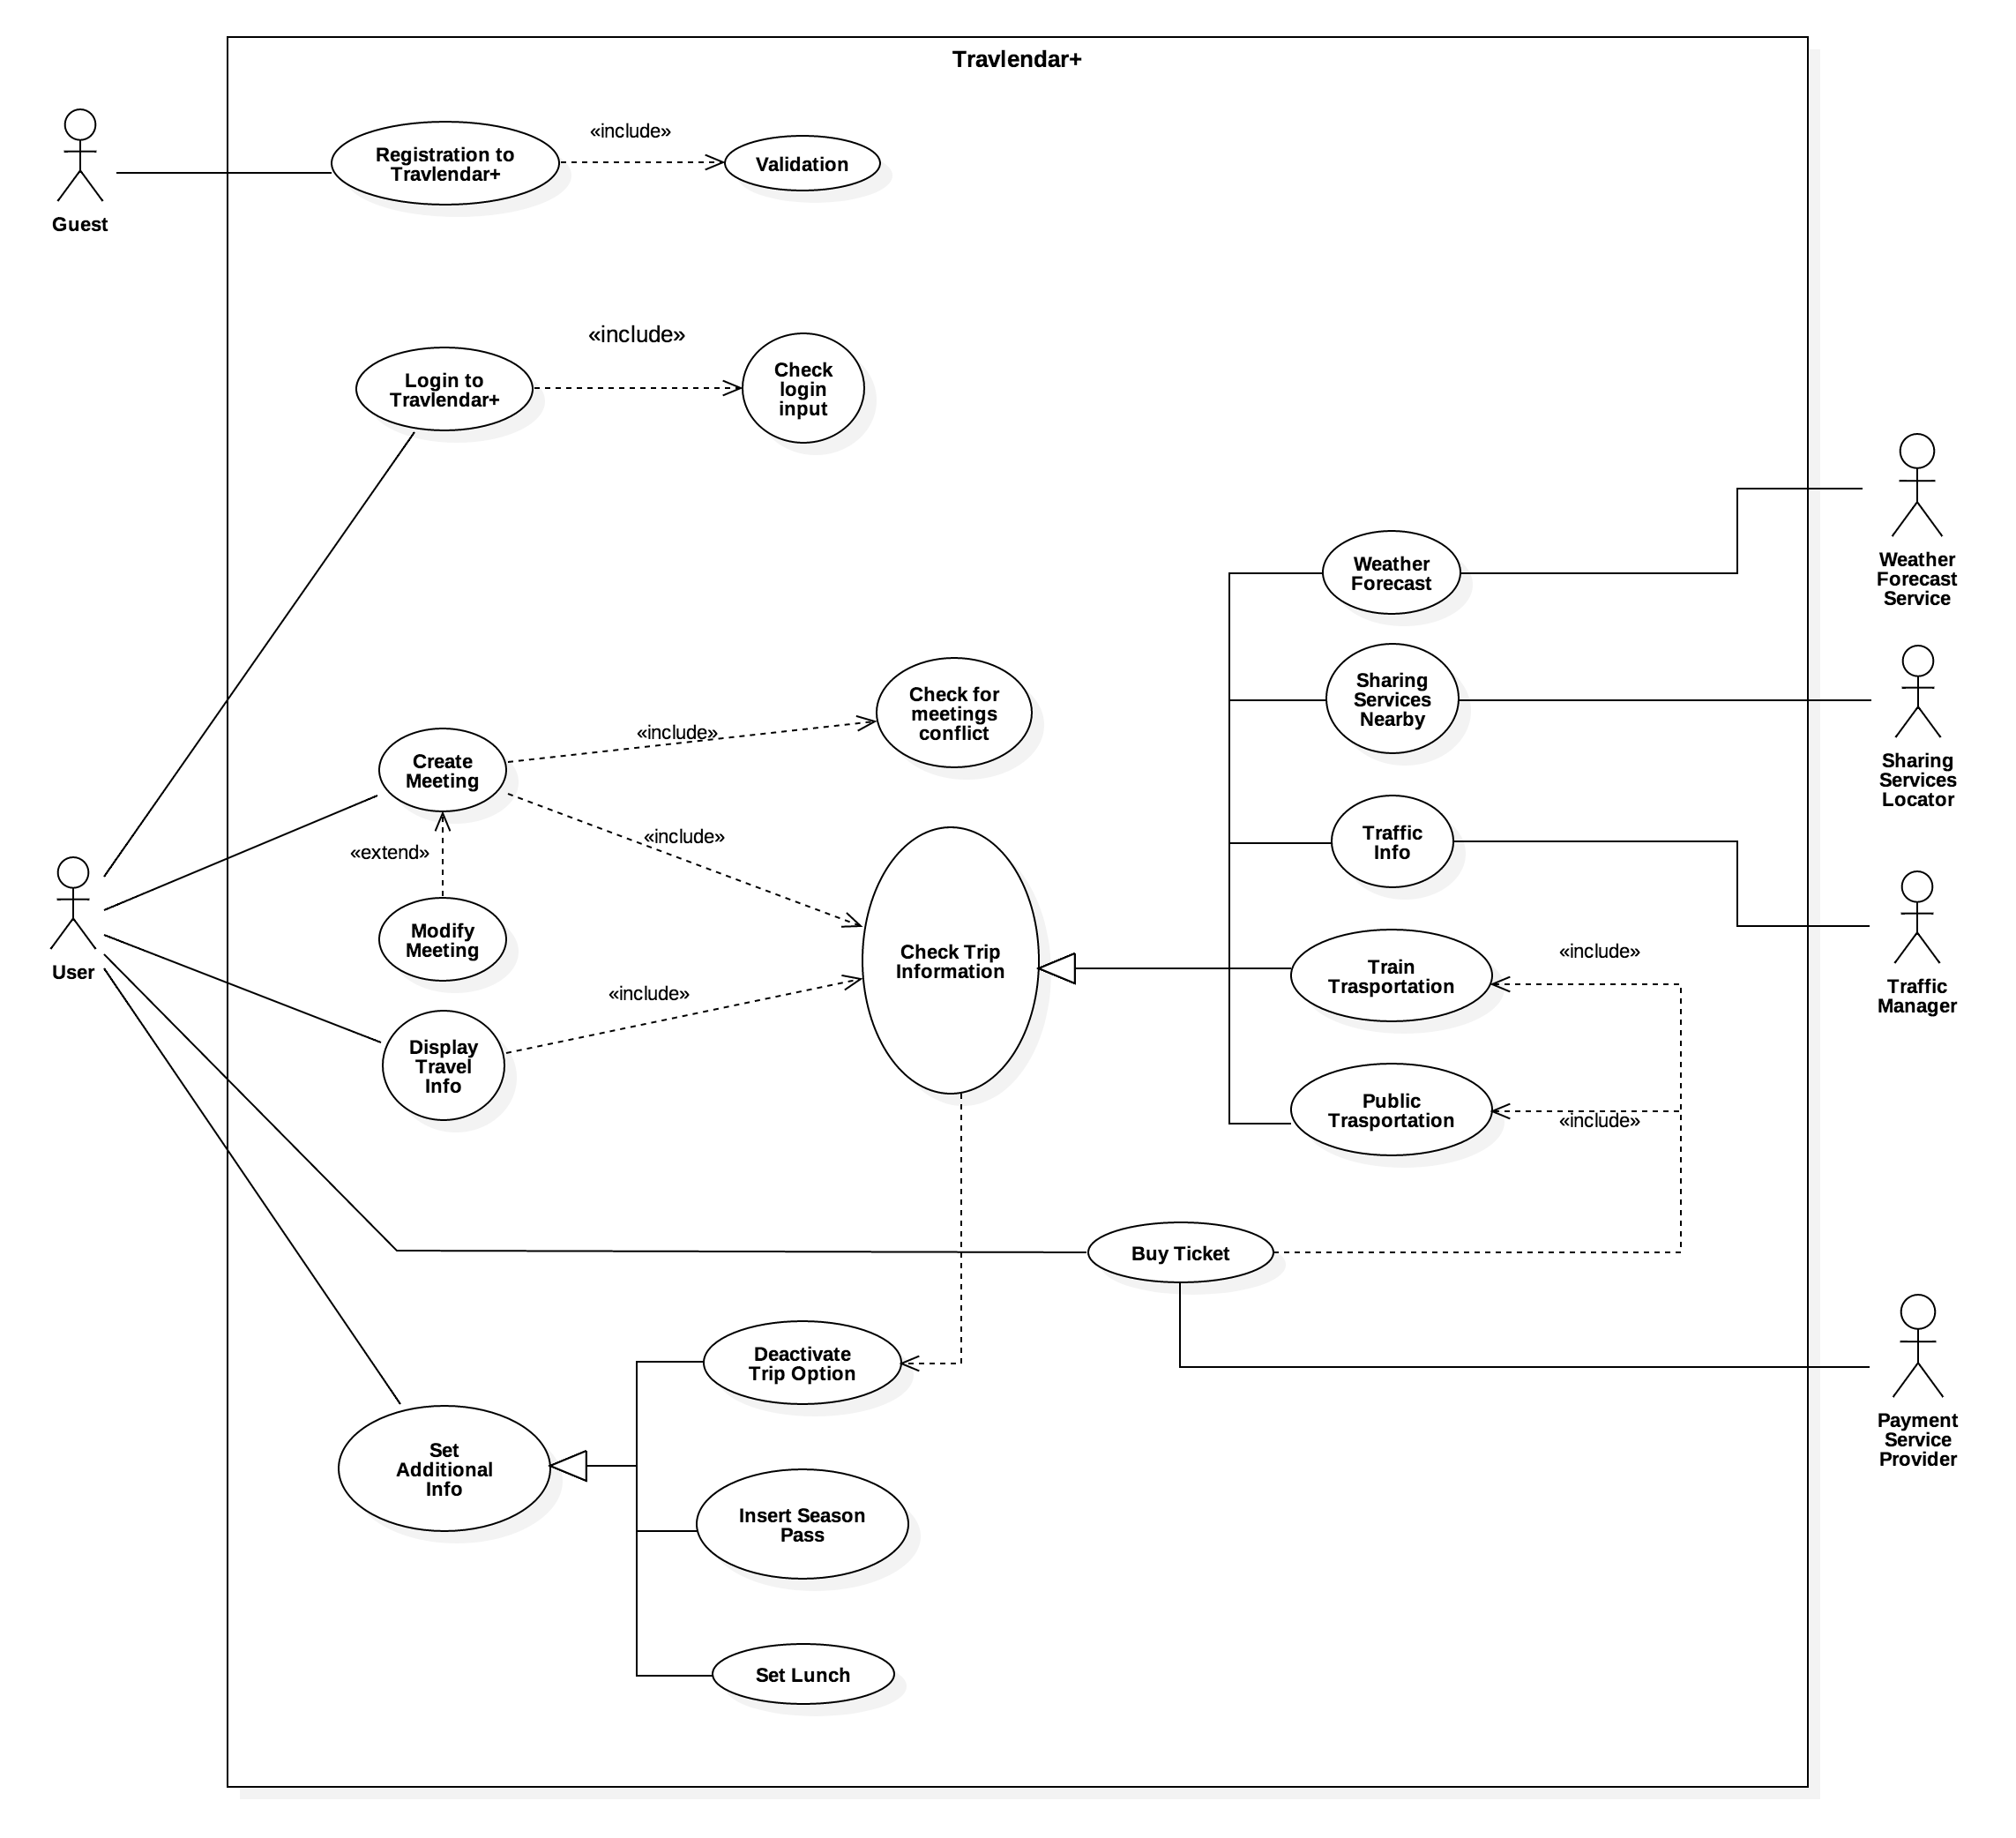 Travlendar+
Guest
Registration to
Travlendar+
«include»
Validation
Login to
Travlendar+
«include»
Check
login
input
Weather
Forecast
Weather
Forecast
Service
Sharing
Services
Nearby
Sharing
Services
Locator
Check for
meetings
conflict
«include»
Create
Meeting
«include»
«extend»
Modify
Meeting
Traffic
Info
Traffic
Manager
User
Check Trip
Information
Train
Trasportation
«include»
«include»
Display
Travel
Info
Public
Trasportation
«include»
Buy Ticket
Deactivate
Trip Option
Payment
Service
Provider
Set
Additional
Info
Insert Season
Pass
Set Lunch